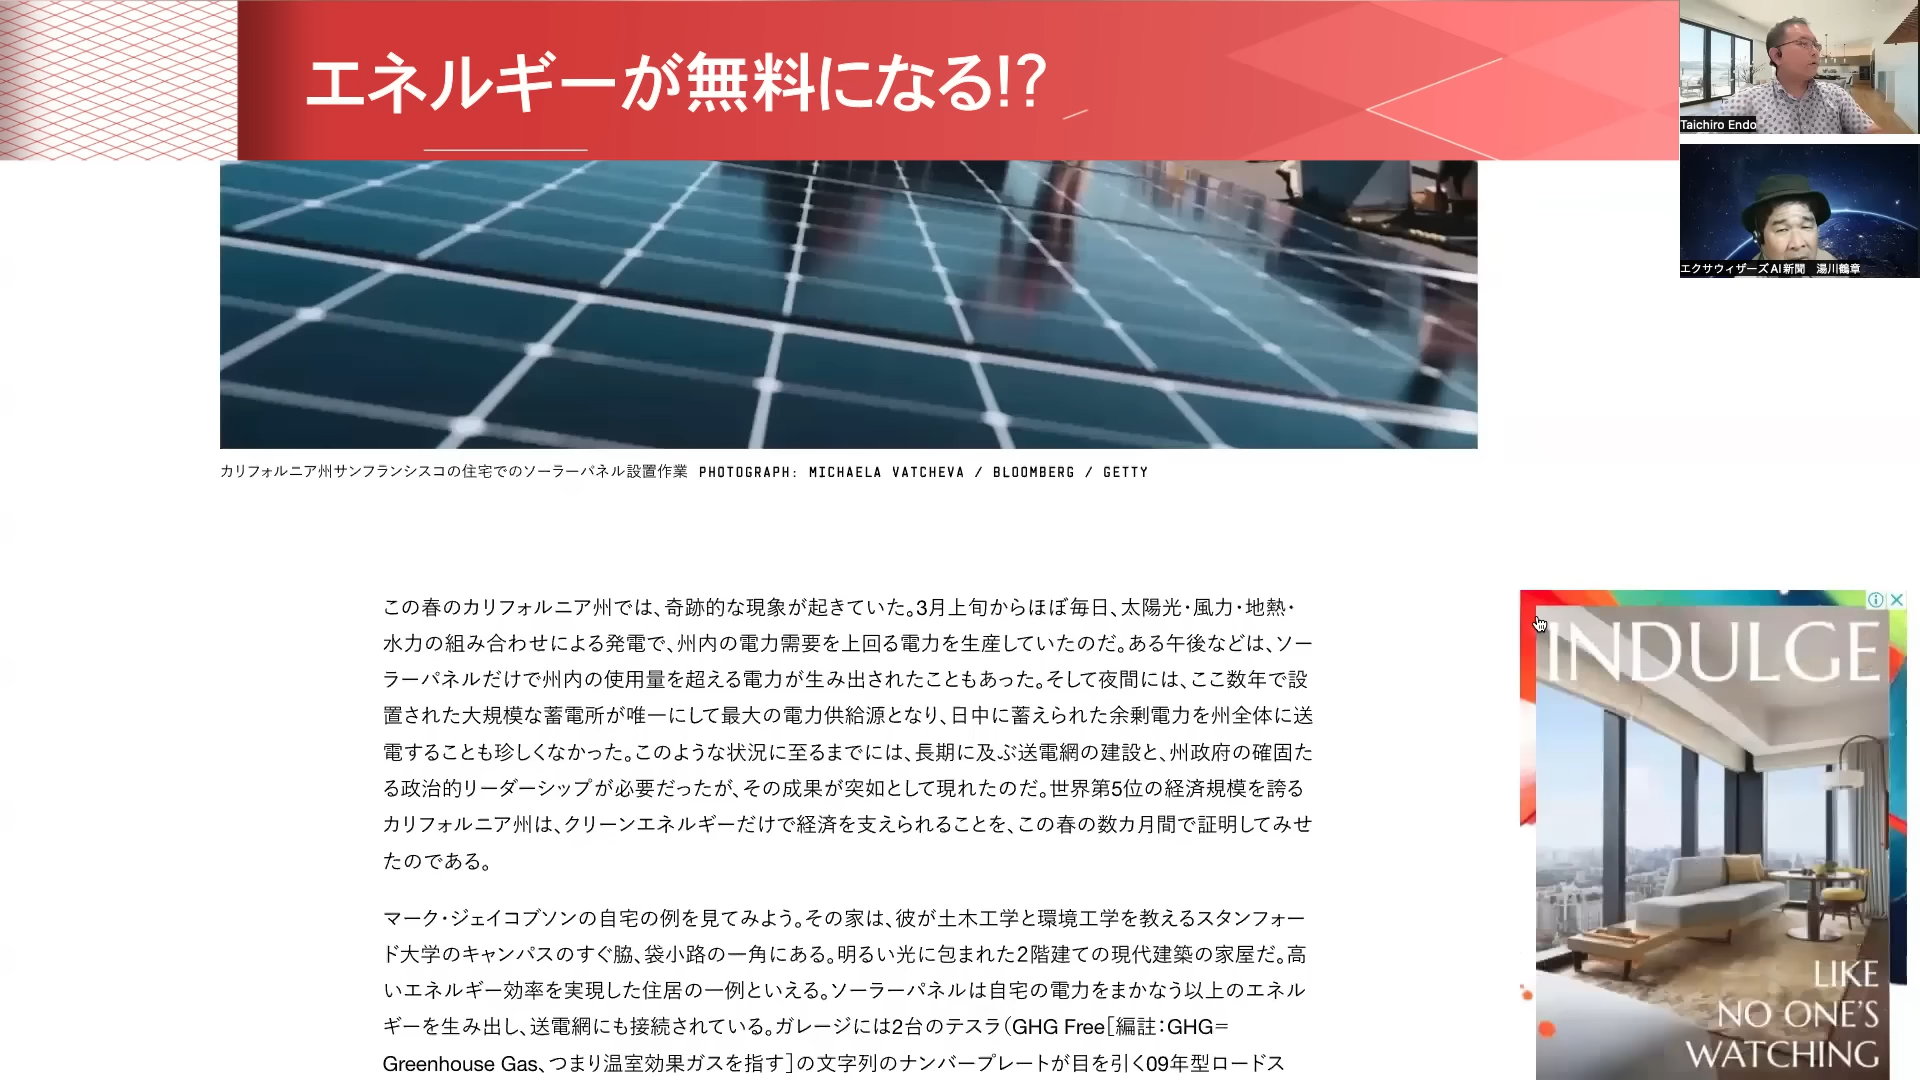 エネルギーが無料になる!?
Taichiro Endo
エクサウィザーズAI新聞　湯川鶴章
カリフォルニア州サンフランシスコの住宅でのソーラーパネル設置作業 PHOTOGRAPH: MICHAELA VATCHEVA / BLOOMBERG / GETTY
この春のカリフォルニア州では、奇跡的な現象が起きていた。3月上旬からほぼ毎日、太陽光・風力・地熱・
水力の組み合わせによる発電で、州内の電力需要を上回る電力を生産していたのだ。ある午後などは、ソー
ラーパネルだけで州内の使用量を超える電力が生み出されたこともあった。そして夜間には、ここ数年で設
置された大規模な蓄電所が唯一にして最大の電力供給源となり、日中に蓄えられた余剰電力を州全体に送
電することも珍しくなかった。このような状況に至るまでには、長期に及ぶ送電網の建設と、州政府の確固た
る政治的リーダーシップが必要だったが、その成果が突如として現れたのだ。世界第5位の経済規模を誇る
カリフォルニア州は、クリーンエネルギーだけで経済を支えられることを、この春の数カ月間で証明してみせ
たのである。
マーク・ジェイコブソンの自宅の例を見てみよう。その家は、彼が土木工学と環境工学を教えるスタンフォー
ド大学のキャンパスのすぐ脇、袋小路の一角にある。明るい光に包まれた2階建ての現代建築の家屋だ。高
いエネルギー効率を実現した住居の一例といえる。ソーラーパネルは自宅の電力をまかなう以上のエネル
ギーを生み出し、送電網にも接続されている。ガレージには2台のテスラ（GHG Free［編註：GHG＝
Greenhouse Gas、つまり温室効果ガスを指す］の文字列のナンバープレートが目を引く09年型ロードス
INDULGE
LIKE
NO ONE'S
WATCHING